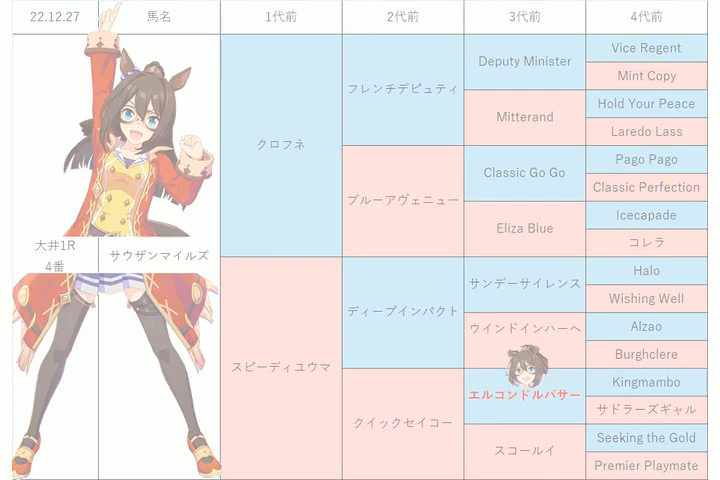 22.12.27 馬名 1代前 2代前 3代前 4代前
大井1R
4番
サウザンマイルズ
クロフネ
スピーディユウマ
フレンチデピュティ
ブルーアヴェニュー
ディープインパクト
クイックセイコー
Deputy Minister
Mitterand
Classic Go Go
Eliza Blue
サンデーサイレンス
ウインドインハーヘ
エルコンドルパサー
スコールイ
Vice Regent
Mint Copy
Hold Your Peace
Laredo Lass
Pago Pago
Classic Perfection
Icecapade
コレラ
Halo
Wishing Well
Alzao
Burghclere
Kingmambo
サドラーズギャル
Seeking the Gold
Premier Playmate